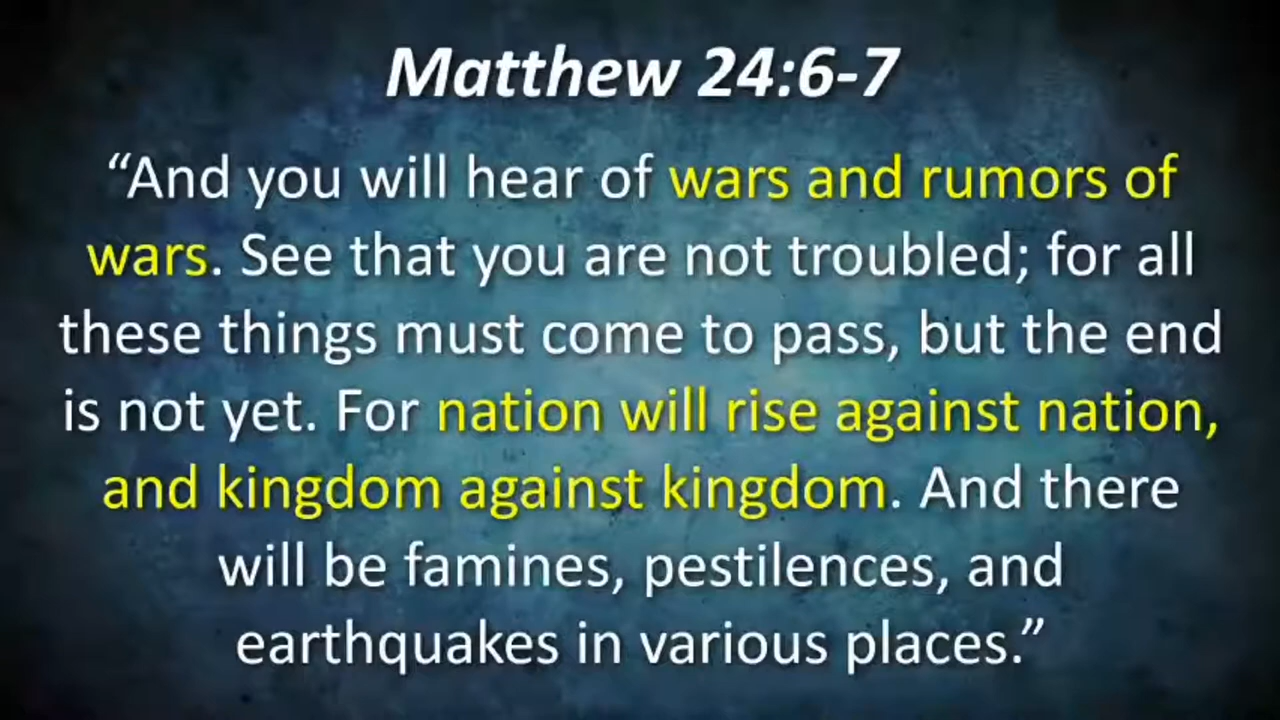 Matthew 24:6-7
“And you will hear of wars and rumors of
wars. See that you are not troubled; for all
these things must come to pass, but the end
is not yet. For nation will rise against nation,
and kingdom against kingdom. And there
will be famines, pestilences, and
earthquakes in various places.”